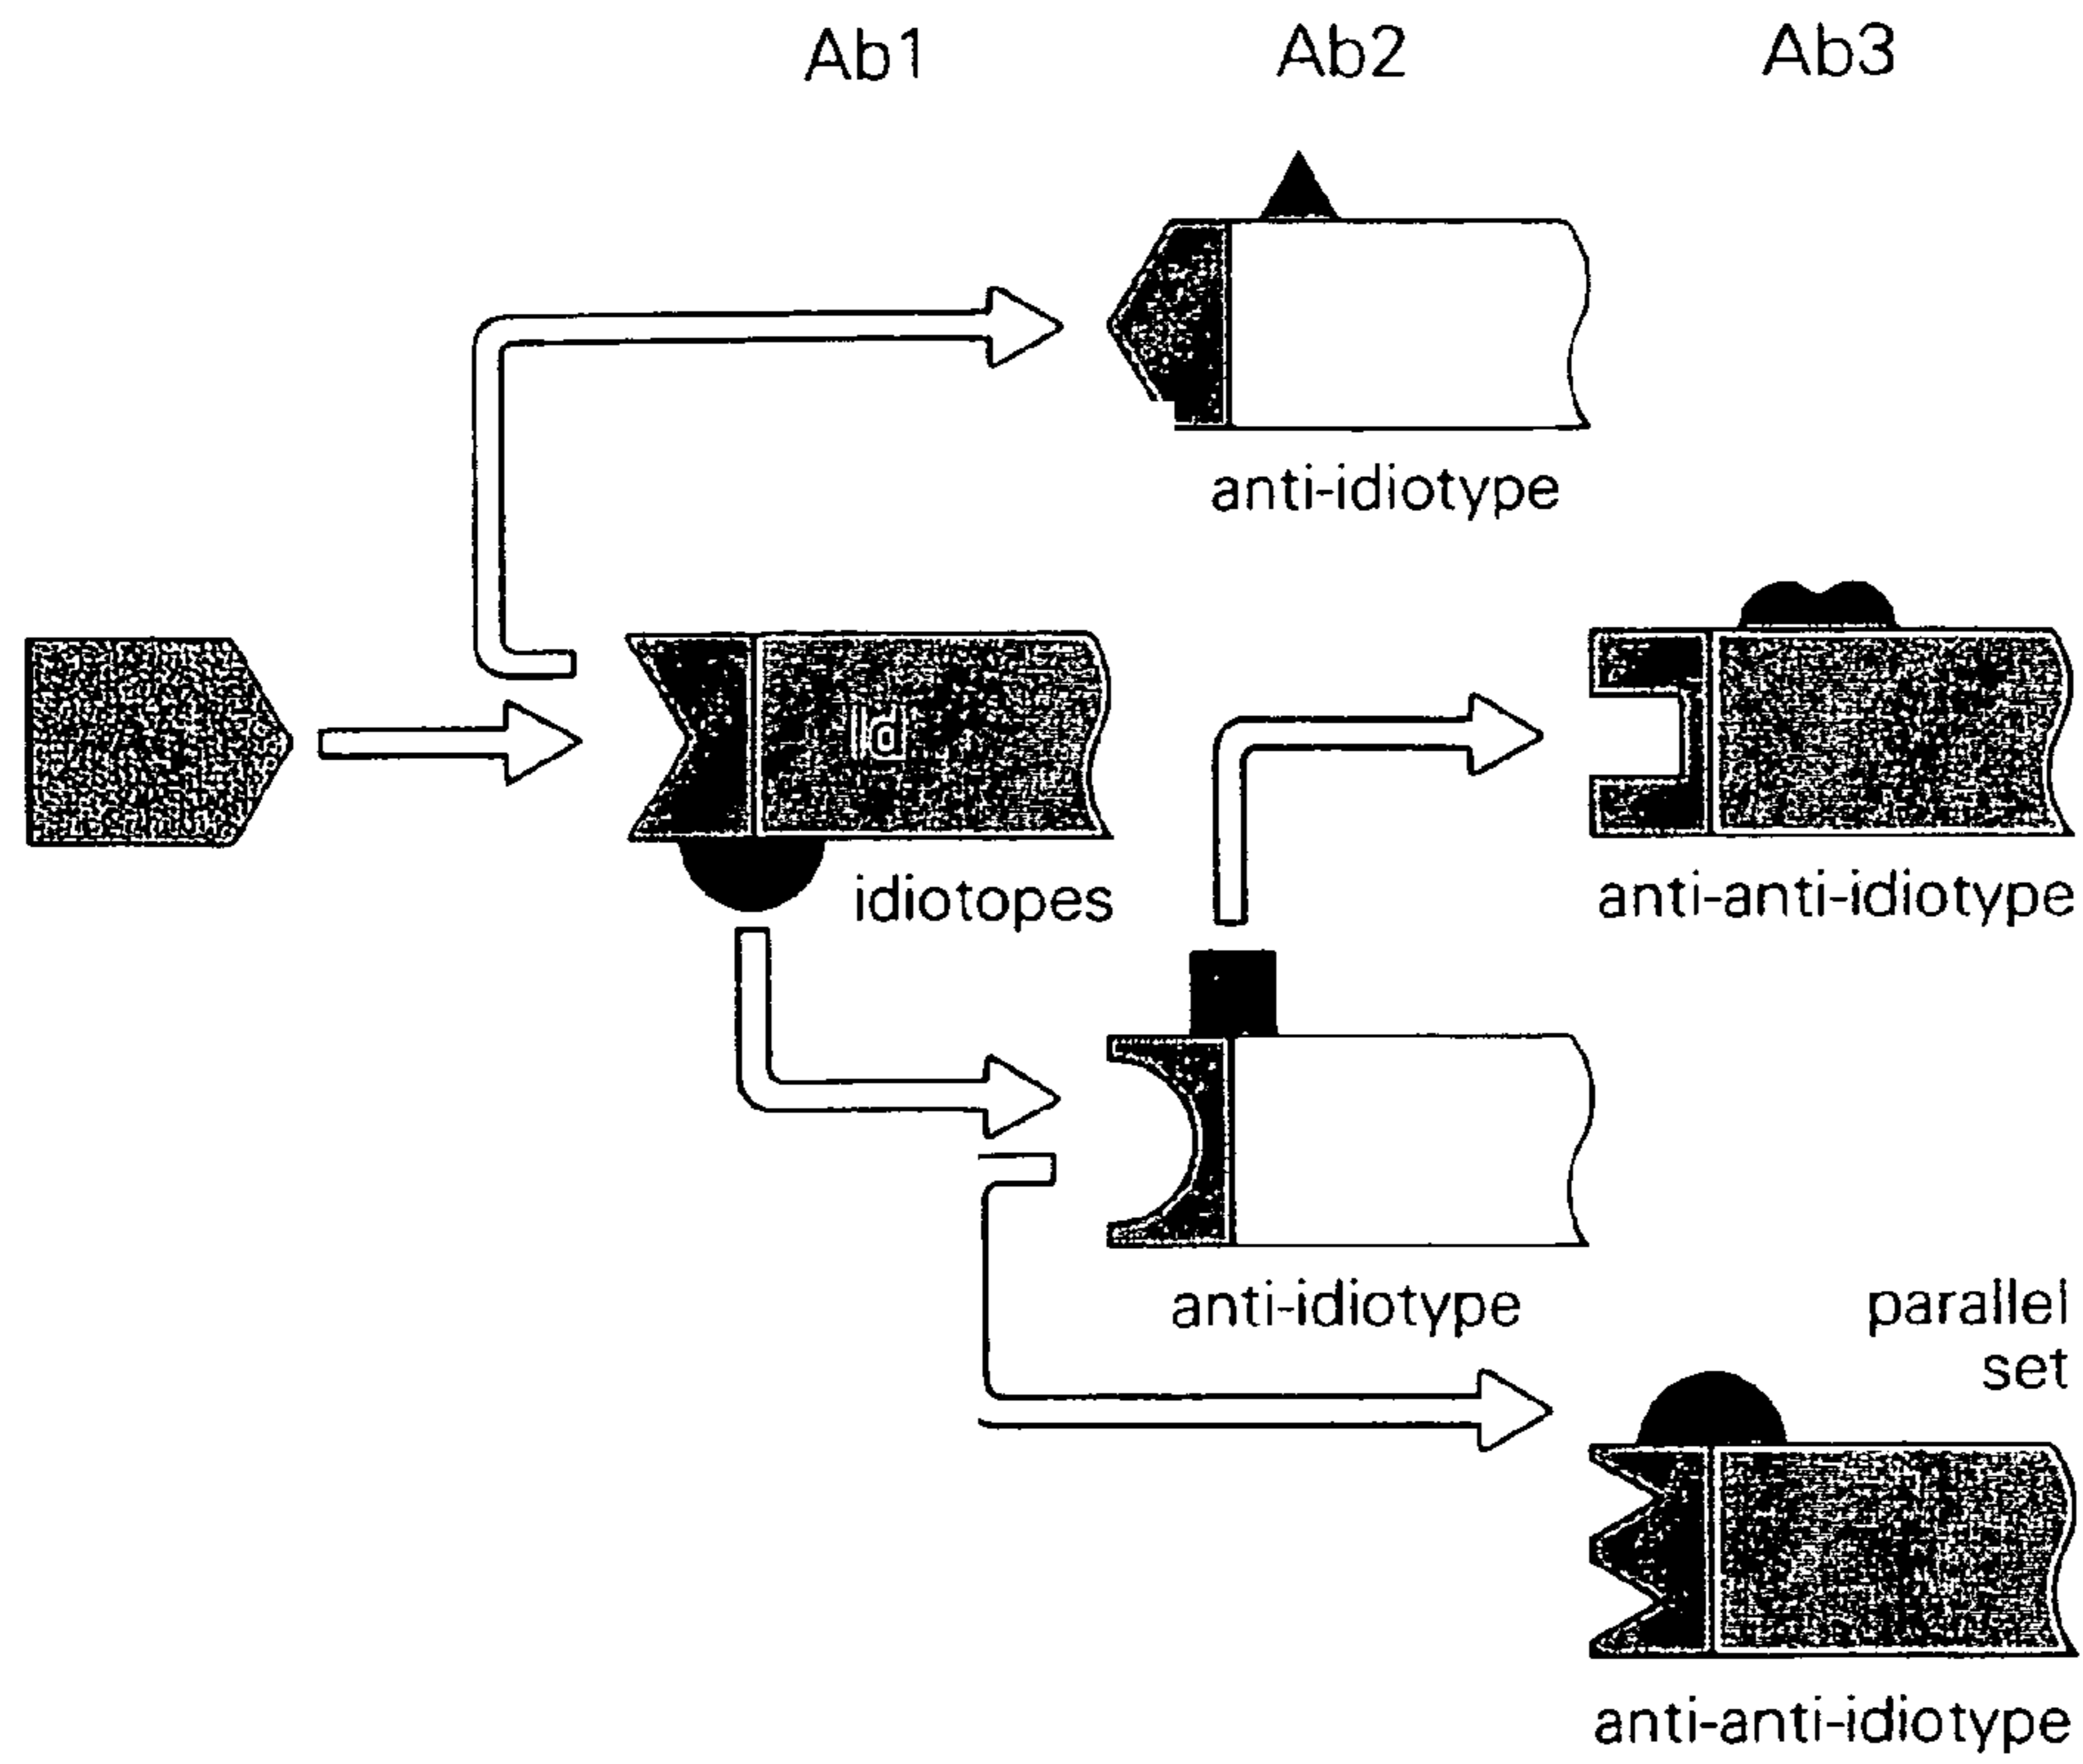 Ab1 Ab2 Ab3
anti-idiotype
Id
idiotopes
anti-anti-idiotype
anti-idiotype
parallel
set
anti-anti-idiotype